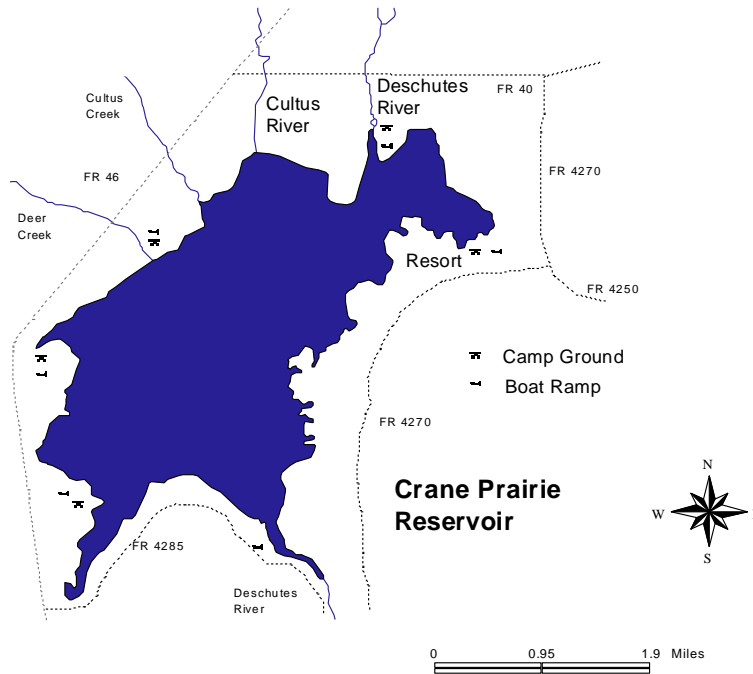 Deschutes
River
FR 40
Cultus
Creek
Cultus
River
FR 46
FR 4270
Deer
Creek
Resort
FR 4250
Camp Ground
Boat Ramp
FR 4270
Crane Prairie
Reservoir
N
W
S
FR 4285
Deschutes
River
0 0.95 1.9 Miles